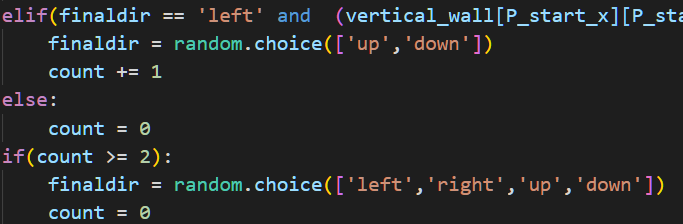 elif(finaldir == 'left' and  (vertical_wall[P_start_x][P_sta
    finaldir = random.choice(['up','down'])
    count += 1
else:
    count = 0
if(count >= 2):
    finaldir = random.choice(['left','right','up','down'])
    count = 0